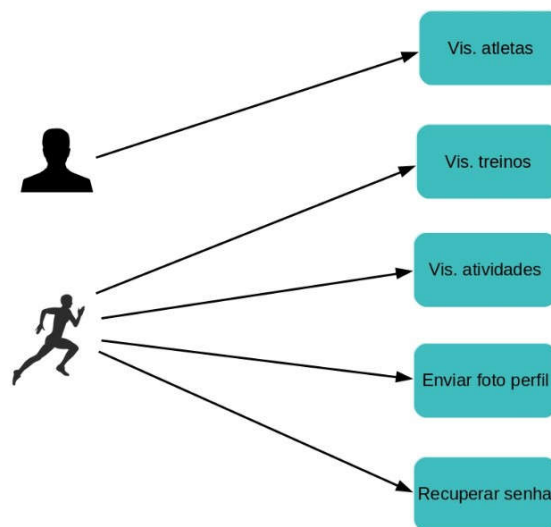 Vis. atletas
Vis. treinos
Vis. atividades
Enviar foto perfil
Recuperar senha